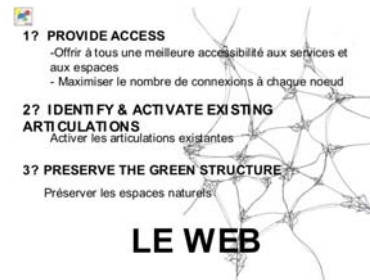 1? PROVIDE ACCESS
-Offrir à tous une meilleure accessibilité aux services et
aux espaces
- Maximiser le nombre de connexions à chaque noeud
2? IDENTIFY & ACTIVATE EXISTING
ARTICULATIONS
Activer les articulations existantes
3? PRESERVE THE GREEN STRUCTURE
Préserver les espaces naturels
LE WEB